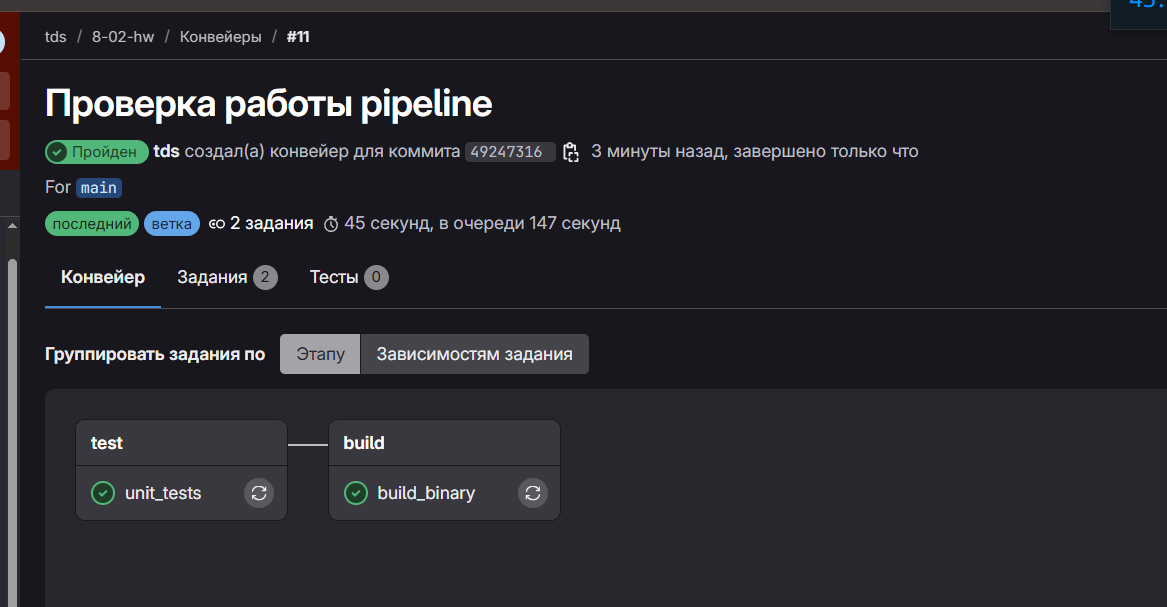 tds / 8-02-hw / Конвейеры / #11
Проверка работы pipeline
Пройден tds создал(а) конвейер для коммита 49247316 3 минуты назад, завершено только что
For main
последний ветка 2 задания 45 секунд, в очереди 147 секунд
Конвейер Задания 2 Тесты 0
Группировать задания по Этапу Зависимостям задания
test build
unit_tests build_binary